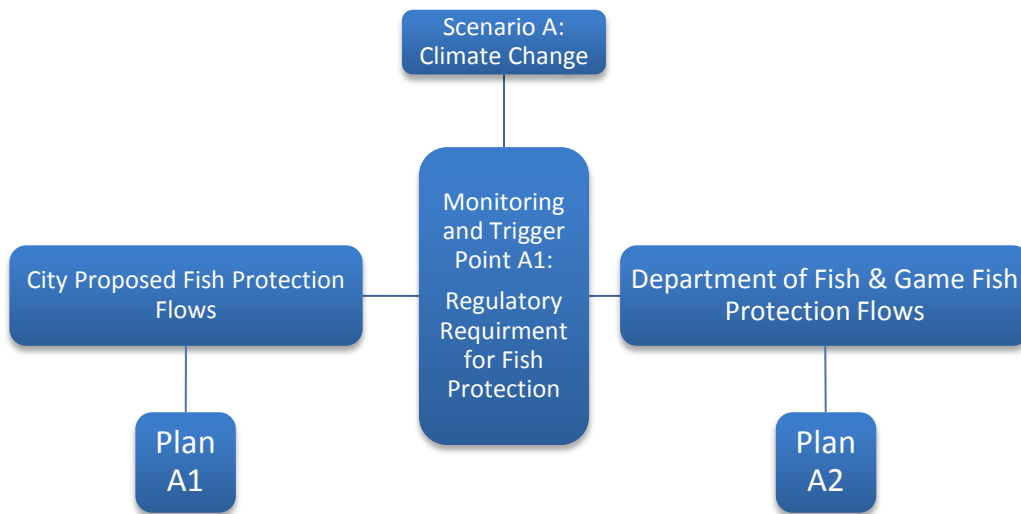 Scenario A:
Climate Change
Monitoring
and Trigger
Point A1:
Regulatory
Requirment
for Fish
Protection
City Proposed Fish Protection
Flows
Department of Fish & Game Fish
Protection Flows
Plan
A1
Plan
A2